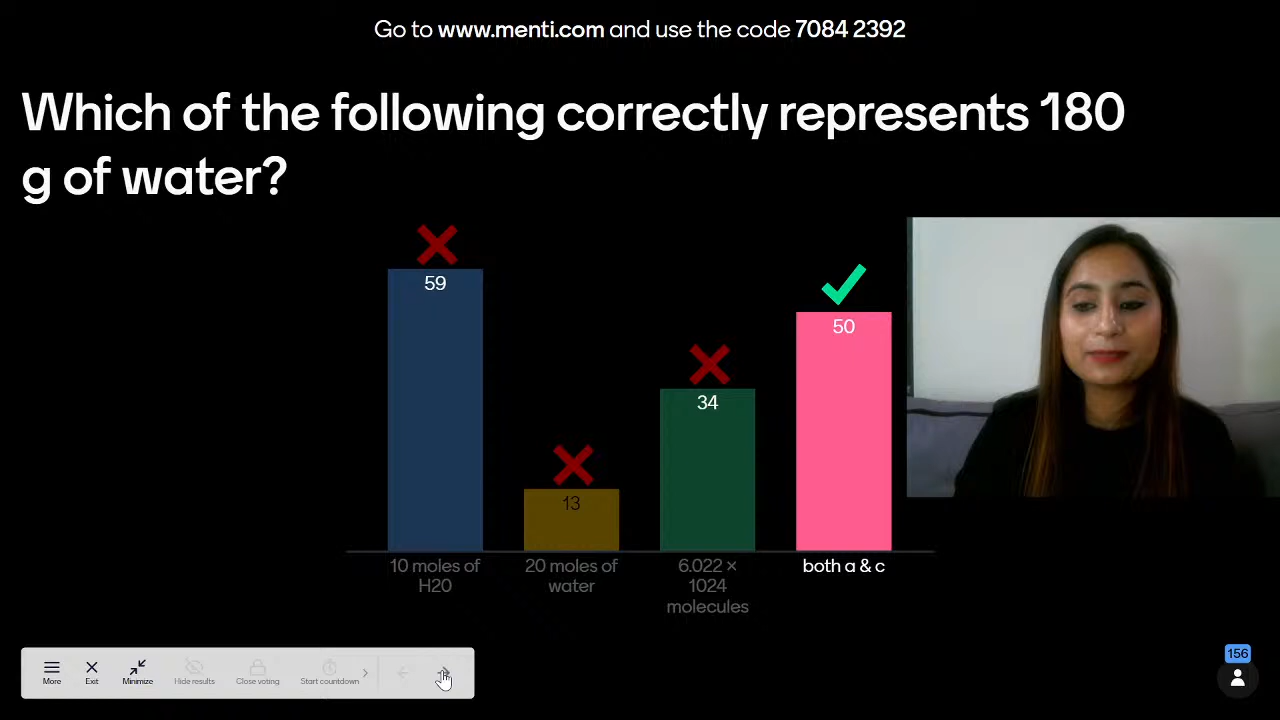 Go to www.menti.com and use the code 7084 2392
Which of the following correctly represents 180
g of water?
59
13
34
50
10 moles of
H20
20 moles of
water
6.022 ×
1024
molecules
both a & c
More
Exit
Minimize
Hide results
Close voting
Start countdown
156